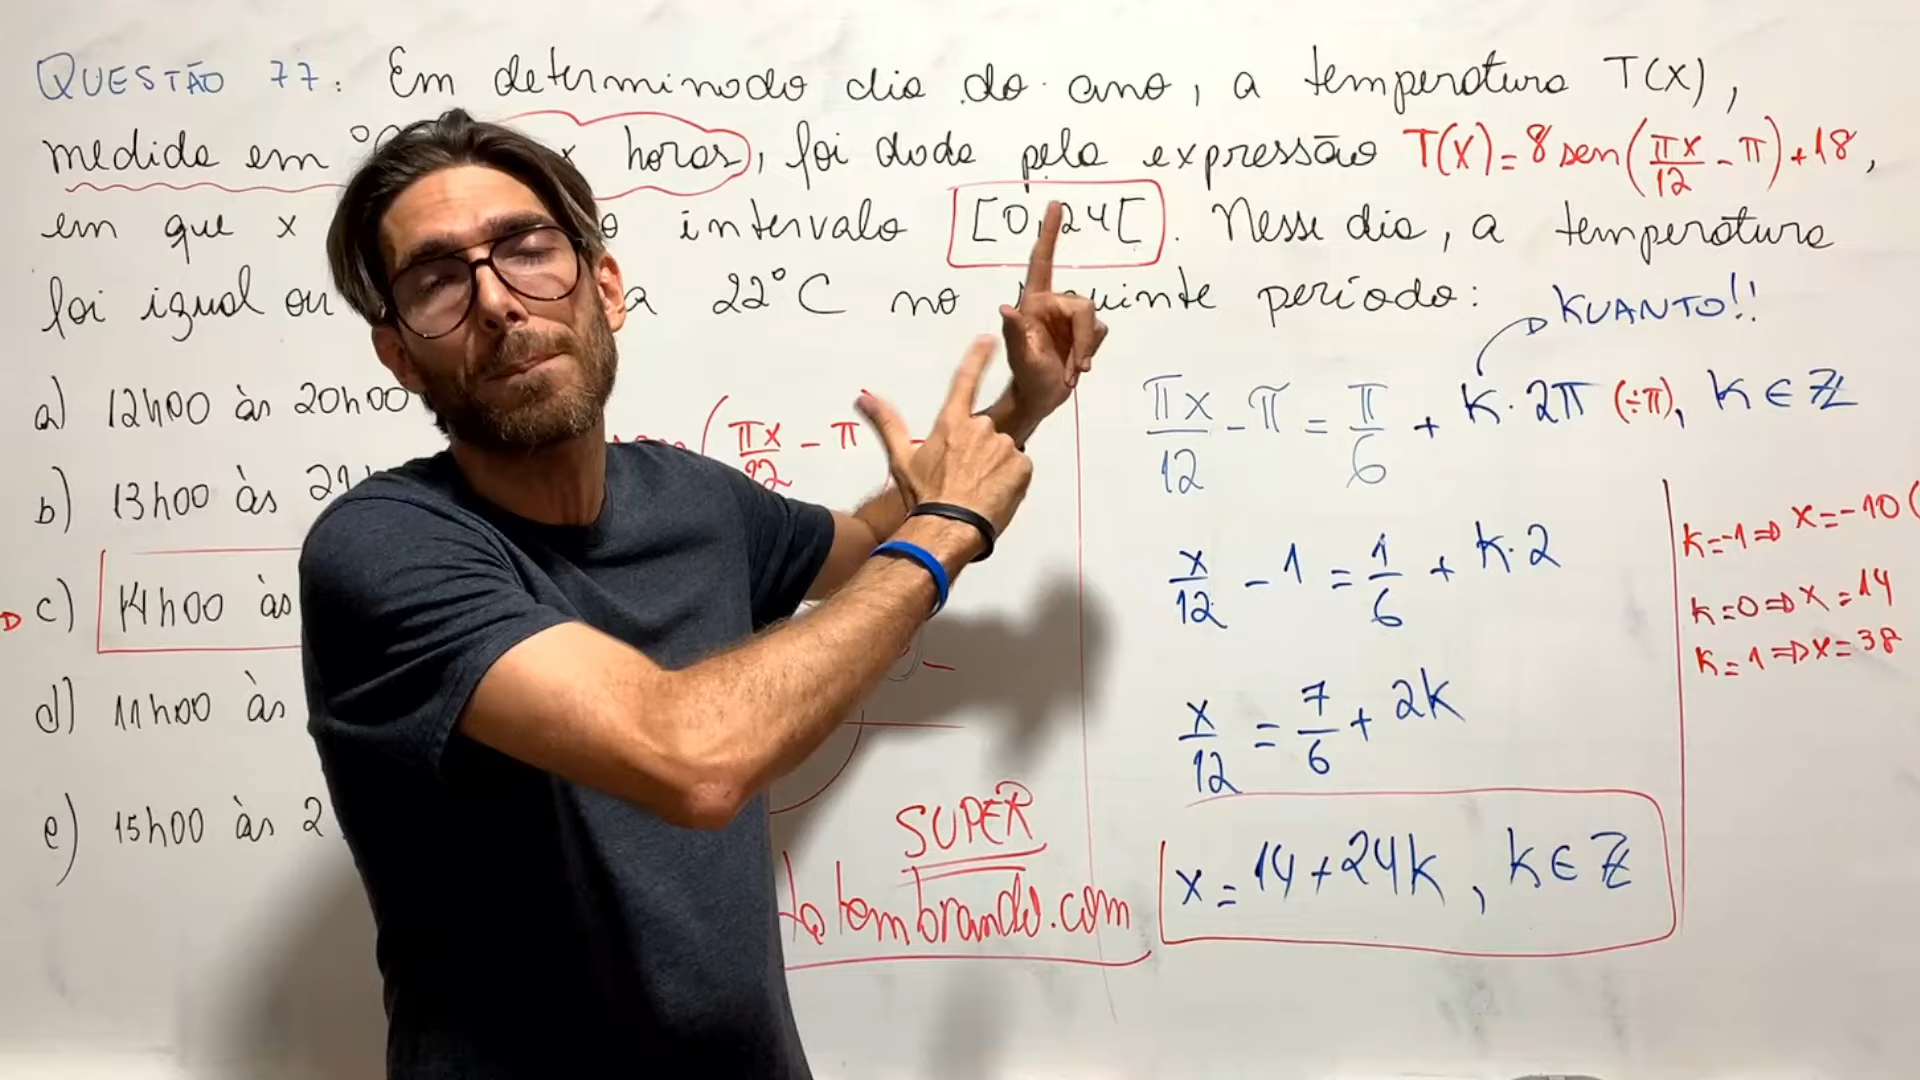 QUESTÃO 77: Em determinado dia do ano, a temperatura T(x),
medida em °C x horas, foi dada pela expressão T(x)=8 sen(πx/12 - π)+18,
em que x o intervalo [0,24[. Nesse dia, a temperatura
foi igual ou a 22°C no período:
KUANTO!!
a) 12h00 às 20h00
b) 13h00 às 21
c) 14h00 às
d) 11h00 às
e) 15h00 às 2
(πx/22 - π
πx/12 - π = π/6 + k·2π (÷π), k ∈ ℤ
x/12 - 1 = 1/6 + k·2
x/12 = 7/6 + 2k
x = 14+24k, k ∈ ℤ
k=-1 ⇒ x=-10 (
k=0 ⇒ x=14
k=1 ⇒ x=38
SUPER
tombrando.com